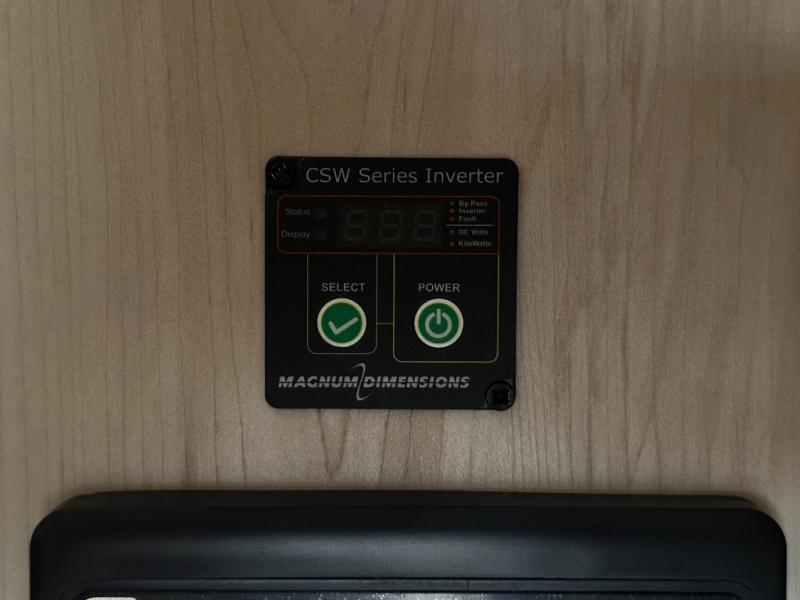 CSW Series Inverter
Status
By-Pass
Inverter
Fault
Display
DC Volts
KiloWatts
SELECT
POWER
MAGNUM DIMENSIONS